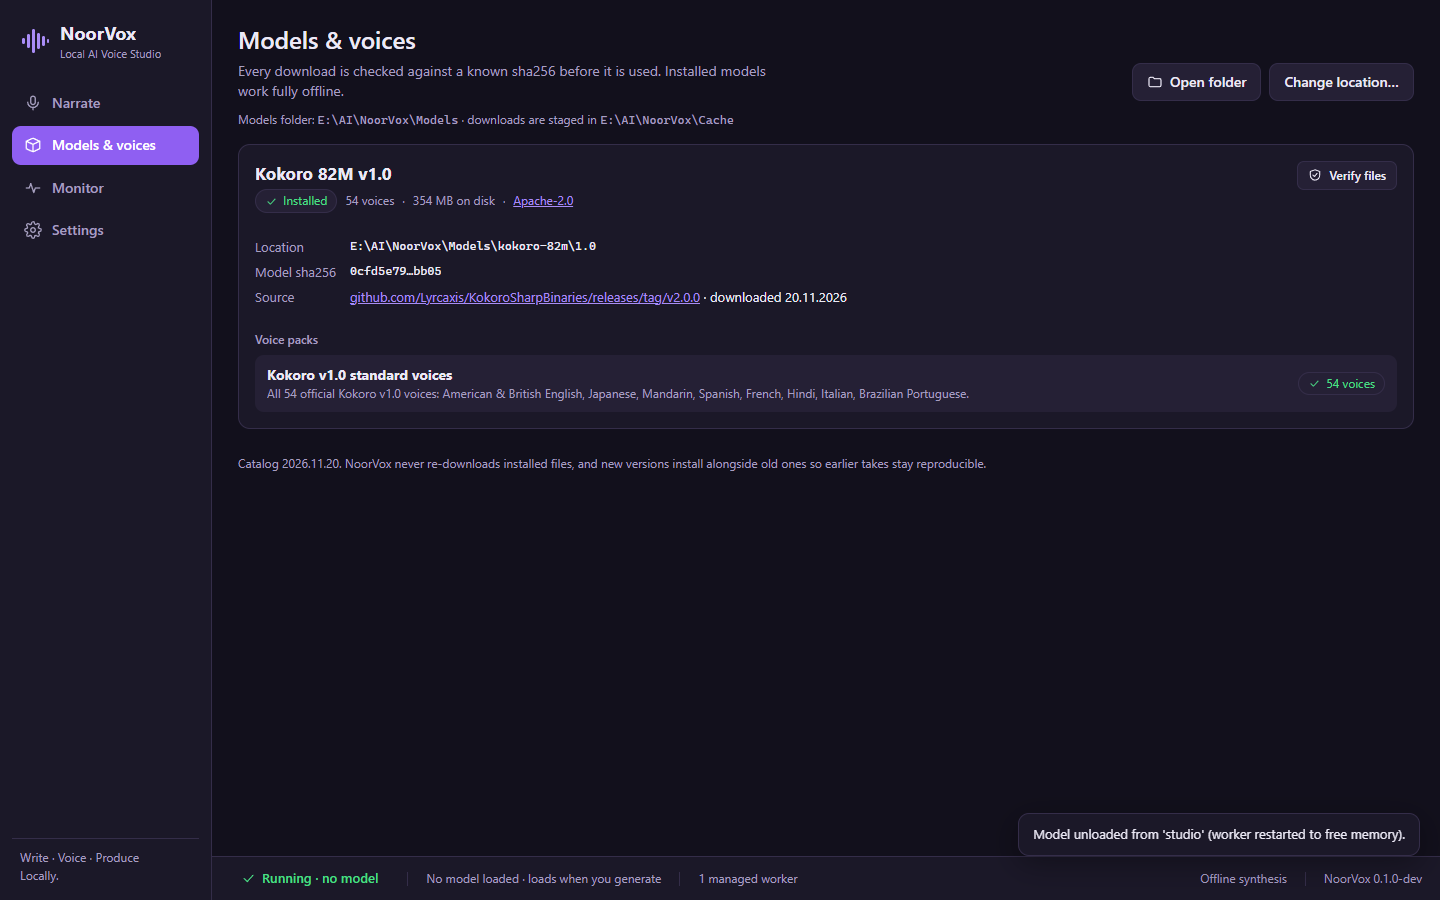 NoorVox
Local AI Voice Studio
Narrate
Models & voices
Monitor
Settings
Write · Voice · Produce
Locally.
Models & voices
Every download is checked against a known sha256 before it is used. Installed models
work fully offline.
Open folder
Change location...
Models folder: E:\AI\NoorVox\Models · downloads are staged in E:\AI\NoorVox\Cache
Kokoro 82M v1.0
Verify files
Installed 54 voices · 354 MB on disk · Apache-2.0
Location E:\AI\NoorVox\Models\kokoro-82m\1.0
Model sha256 0cfd5e79…bb05
Source github.com/Lyrcaxis/KokoroSharpBinaries/releases/tag/v2.0.0 · downloaded 20.11.2026
Voice packs
Kokoro v1.0 standard voices
All 54 official Kokoro v1.0 voices: American & British English, Japanese, Mandarin, Spanish, French, Hindi, Italian, Brazilian Portuguese.
54 voices
Catalog 2026.11.20. NoorVox never re-downloads installed files, and new versions install alongside old ones so earlier takes stay reproducible.
Model unloaded from 'studio' (worker restarted to free memory).
Running · no model
No model loaded · loads when you generate
1 managed worker
Offline synthesis
NoorVox 0.1.0-dev